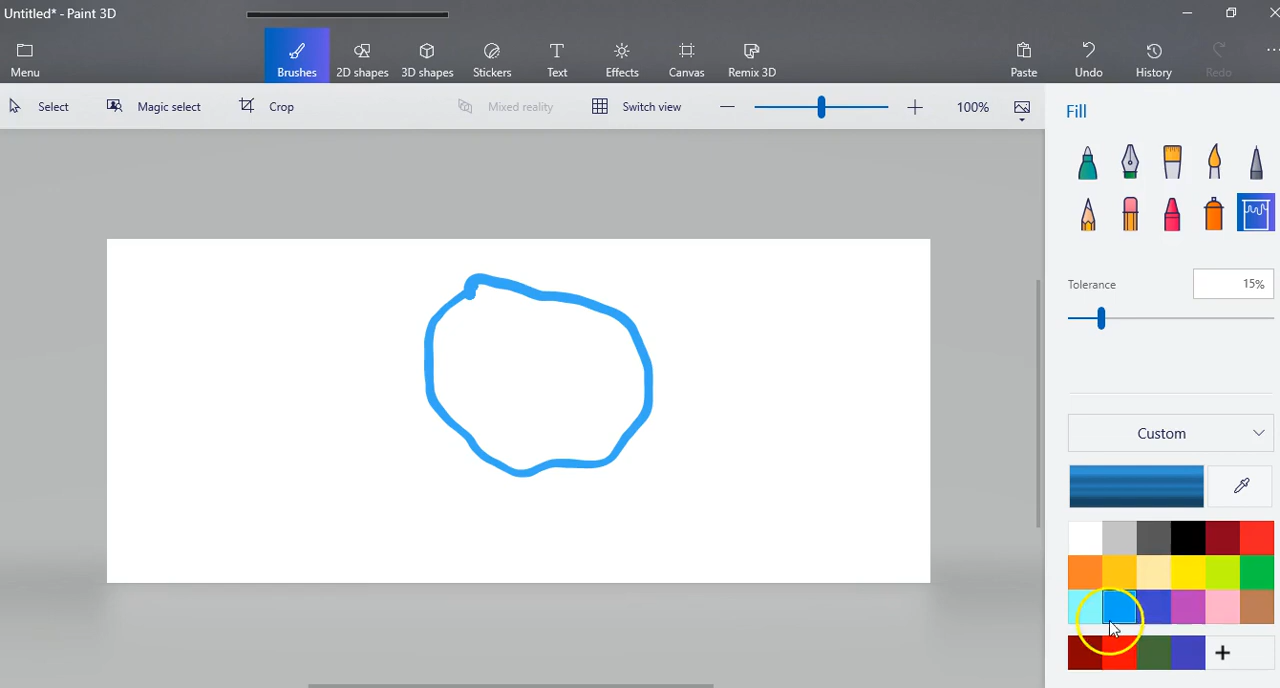 Untitled* - Paint 3D
Menu Brushes 2D shapes 3D shapes Stickers Text Effects Canvas Remix 3D Paste Undo History Redo
Select Magic select Crop Mixed reality Switch view 100%
Fill
Tolerance 15%
Custom